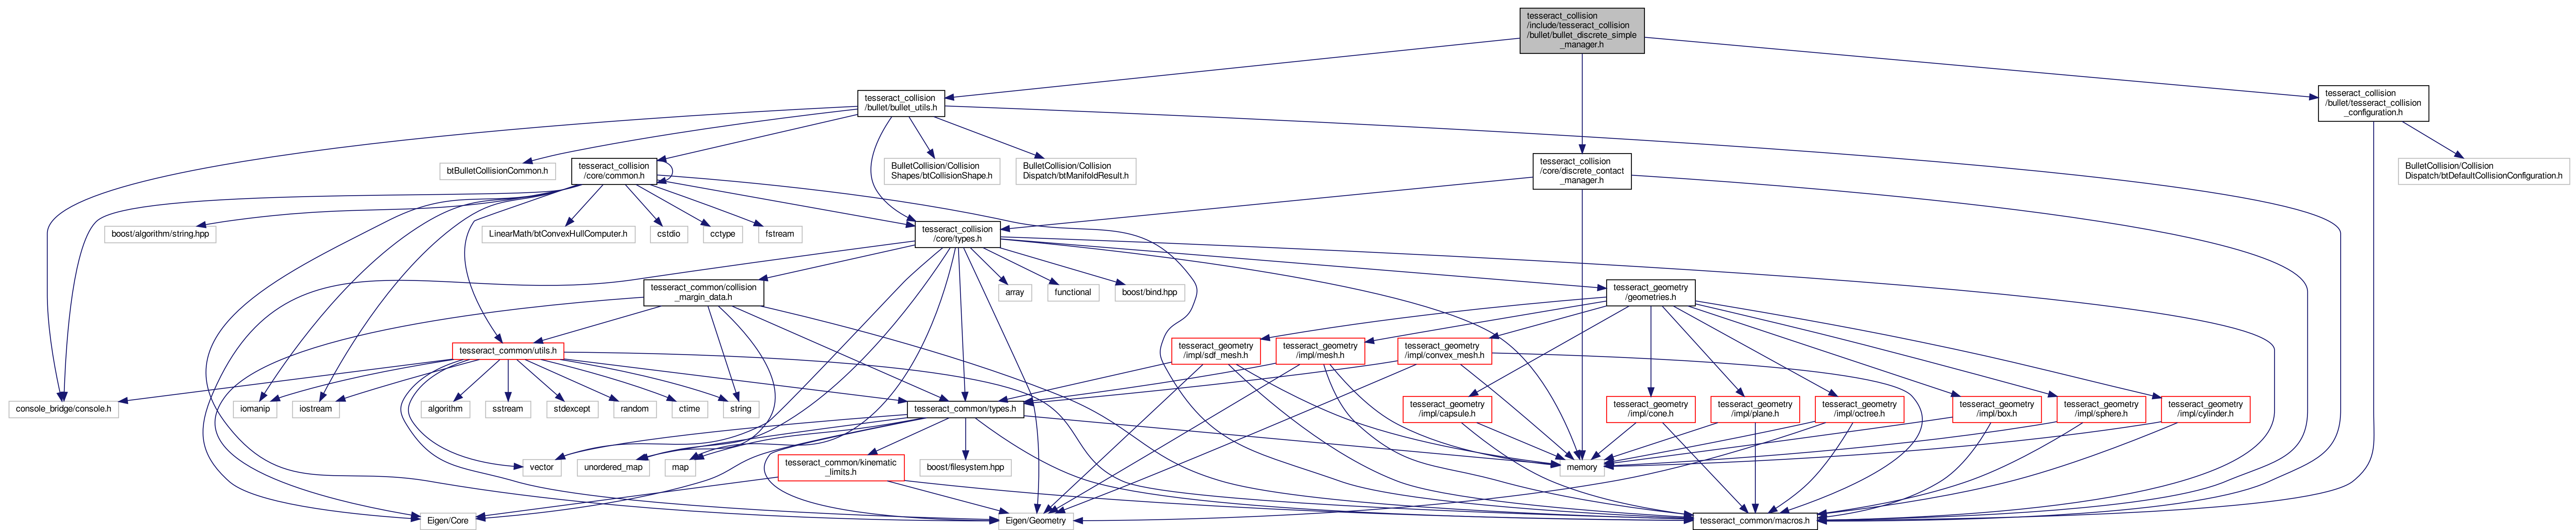 tesseract_collision
/include/tesseract_collision
/bullet/bullet_discrete_simple
_manager.h
tesseract_collision
/bullet/bullet_utils.h
tesseract_collision
/bullet/tesseract_collision
_configuration.h
btBulletCollisionCommon.h
tesseract_collision
/core/common.h
BulletCollision/Collision
Shapes/btCollisionShape.h
BulletCollision/Collision
Dispatch/btManifoldResult.h
tesseract_collision
/core/discrete_contact
_manager.h
BulletCollision/Collision
Dispatch/btDefaultCollisionConfiguration.h
boost/algorithm/string.hpp
LinearMath/btConvexHullComputer.h
cstdio
cctype
fstream
tesseract_collision
/core/types.h
tesseract_common/collision
_margin_data.h
array
functional
boost/bind.hpp
tesseract_geometry
/geometries.h
tesseract_common/utils.h
tesseract_geometry
/impl/sdf_mesh.h
tesseract_geometry
/impl/mesh.h
tesseract_geometry
/impl/convex_mesh.h
console_bridge/console.h
iomanip
iostream
algorithm
sstream
stdexcept
random
ctime
string
tesseract_common/types.h
tesseract_geometry
/impl/capsule.h
tesseract_geometry
/impl/cone.h
tesseract_geometry
/impl/plane.h
tesseract_geometry
/impl/octree.h
tesseract_geometry
/impl/box.h
tesseract_geometry
/impl/sphere.h
tesseract_geometry
/impl/cylinder.h
vector
unordered_map
map
tesseract_common/kinematic
_limits.h
boost/filesystem.hpp
memory
Eigen/Core
Eigen/Geometry
tesseract_common/macros.h